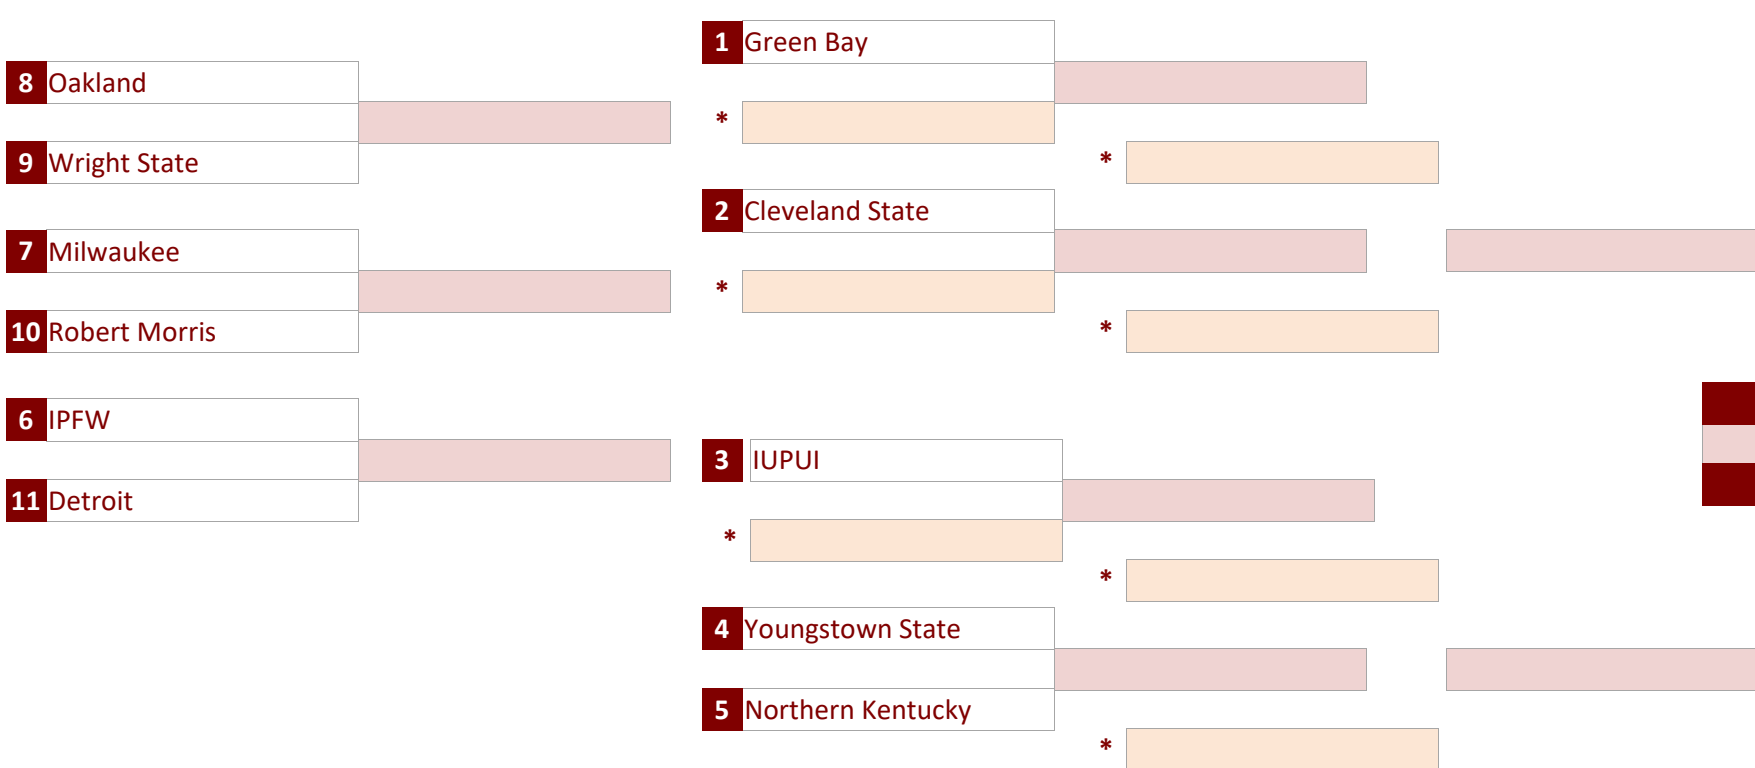 8 Oakland
9 Wright State
7 Milwaukee
10 Robert Morris
6 IPFW
11 Detroit
1 Green Bay
*
2 Cleveland State
*
3 IUPUI
*
4 Youngstown State
5 Northern Kentucky
*
*
*
*